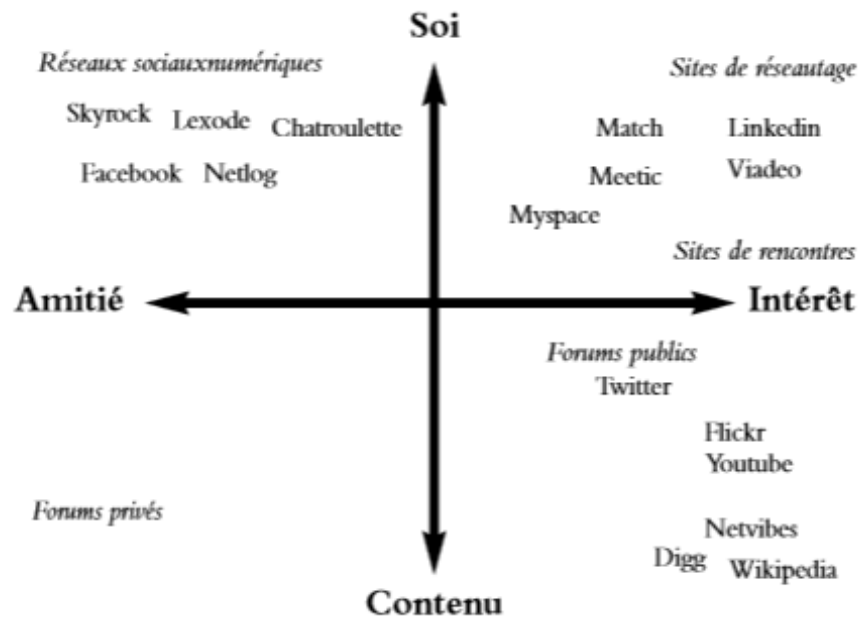 Soi
Réseaux sociauxnumériques
Sites de réseautage
Skyrock Lexode Chatroulette
Match Linkedin
Facebook Netlog
Meetic Viadeo
Myspace
Sites de rencontres
Amitié
Intérêt
Forums publics
Twitter
Flickr
Youtube
Forums privés
Netvibes
Digg Wikipedia
Contenu